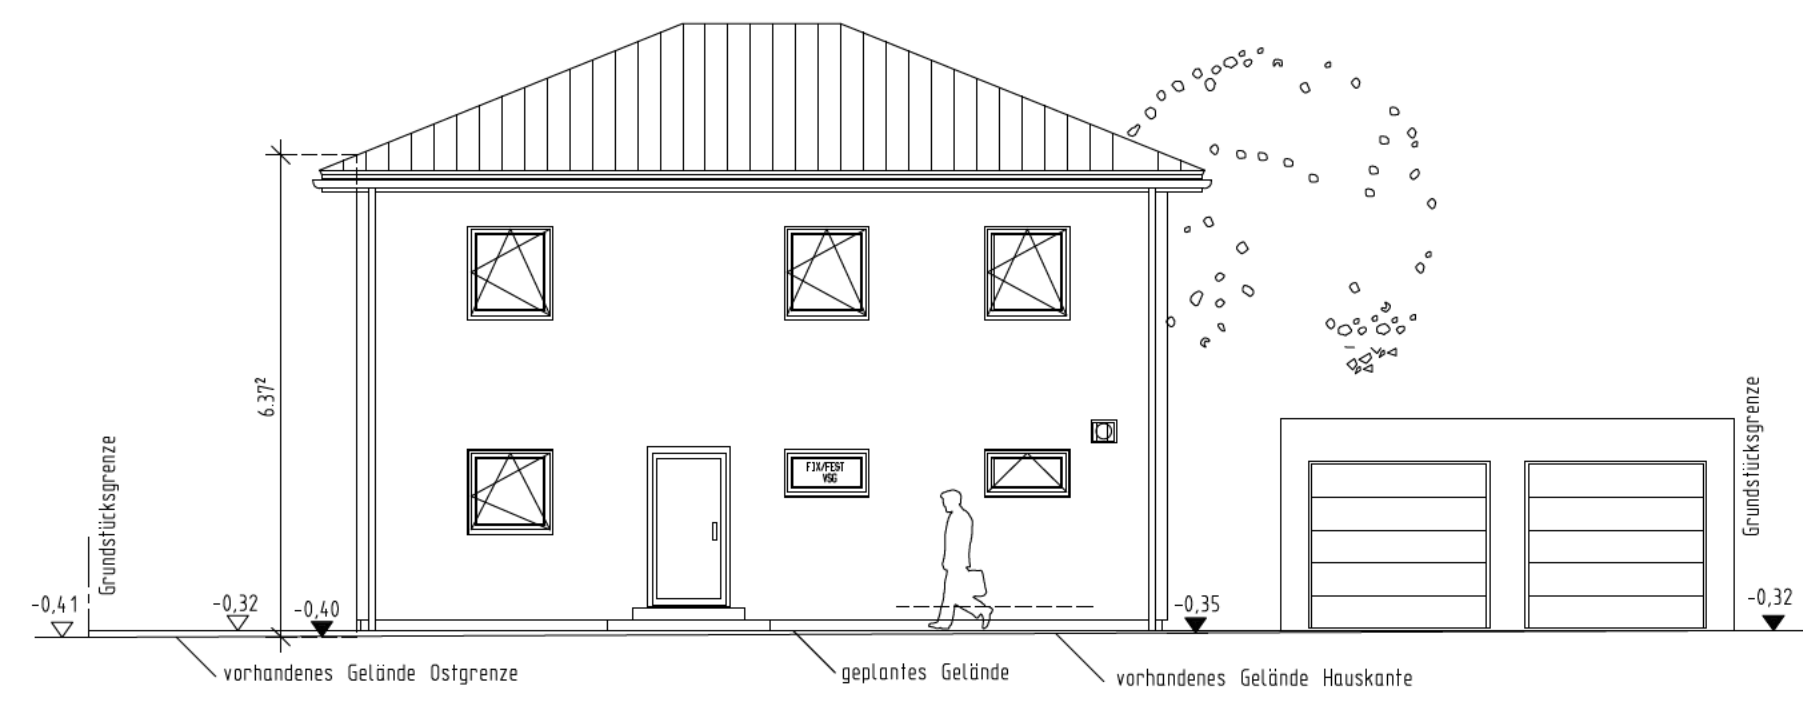 6.37²
Grundstücksgrenze
Grundstücksgrenze
FIX/FEST
VSG
-0,41
-0,32
-0,40
-0,35
-0,32
vorhandenes Gelände Ostgrenze
geplantes Gelände
vorhandenes Gelände Hauskante